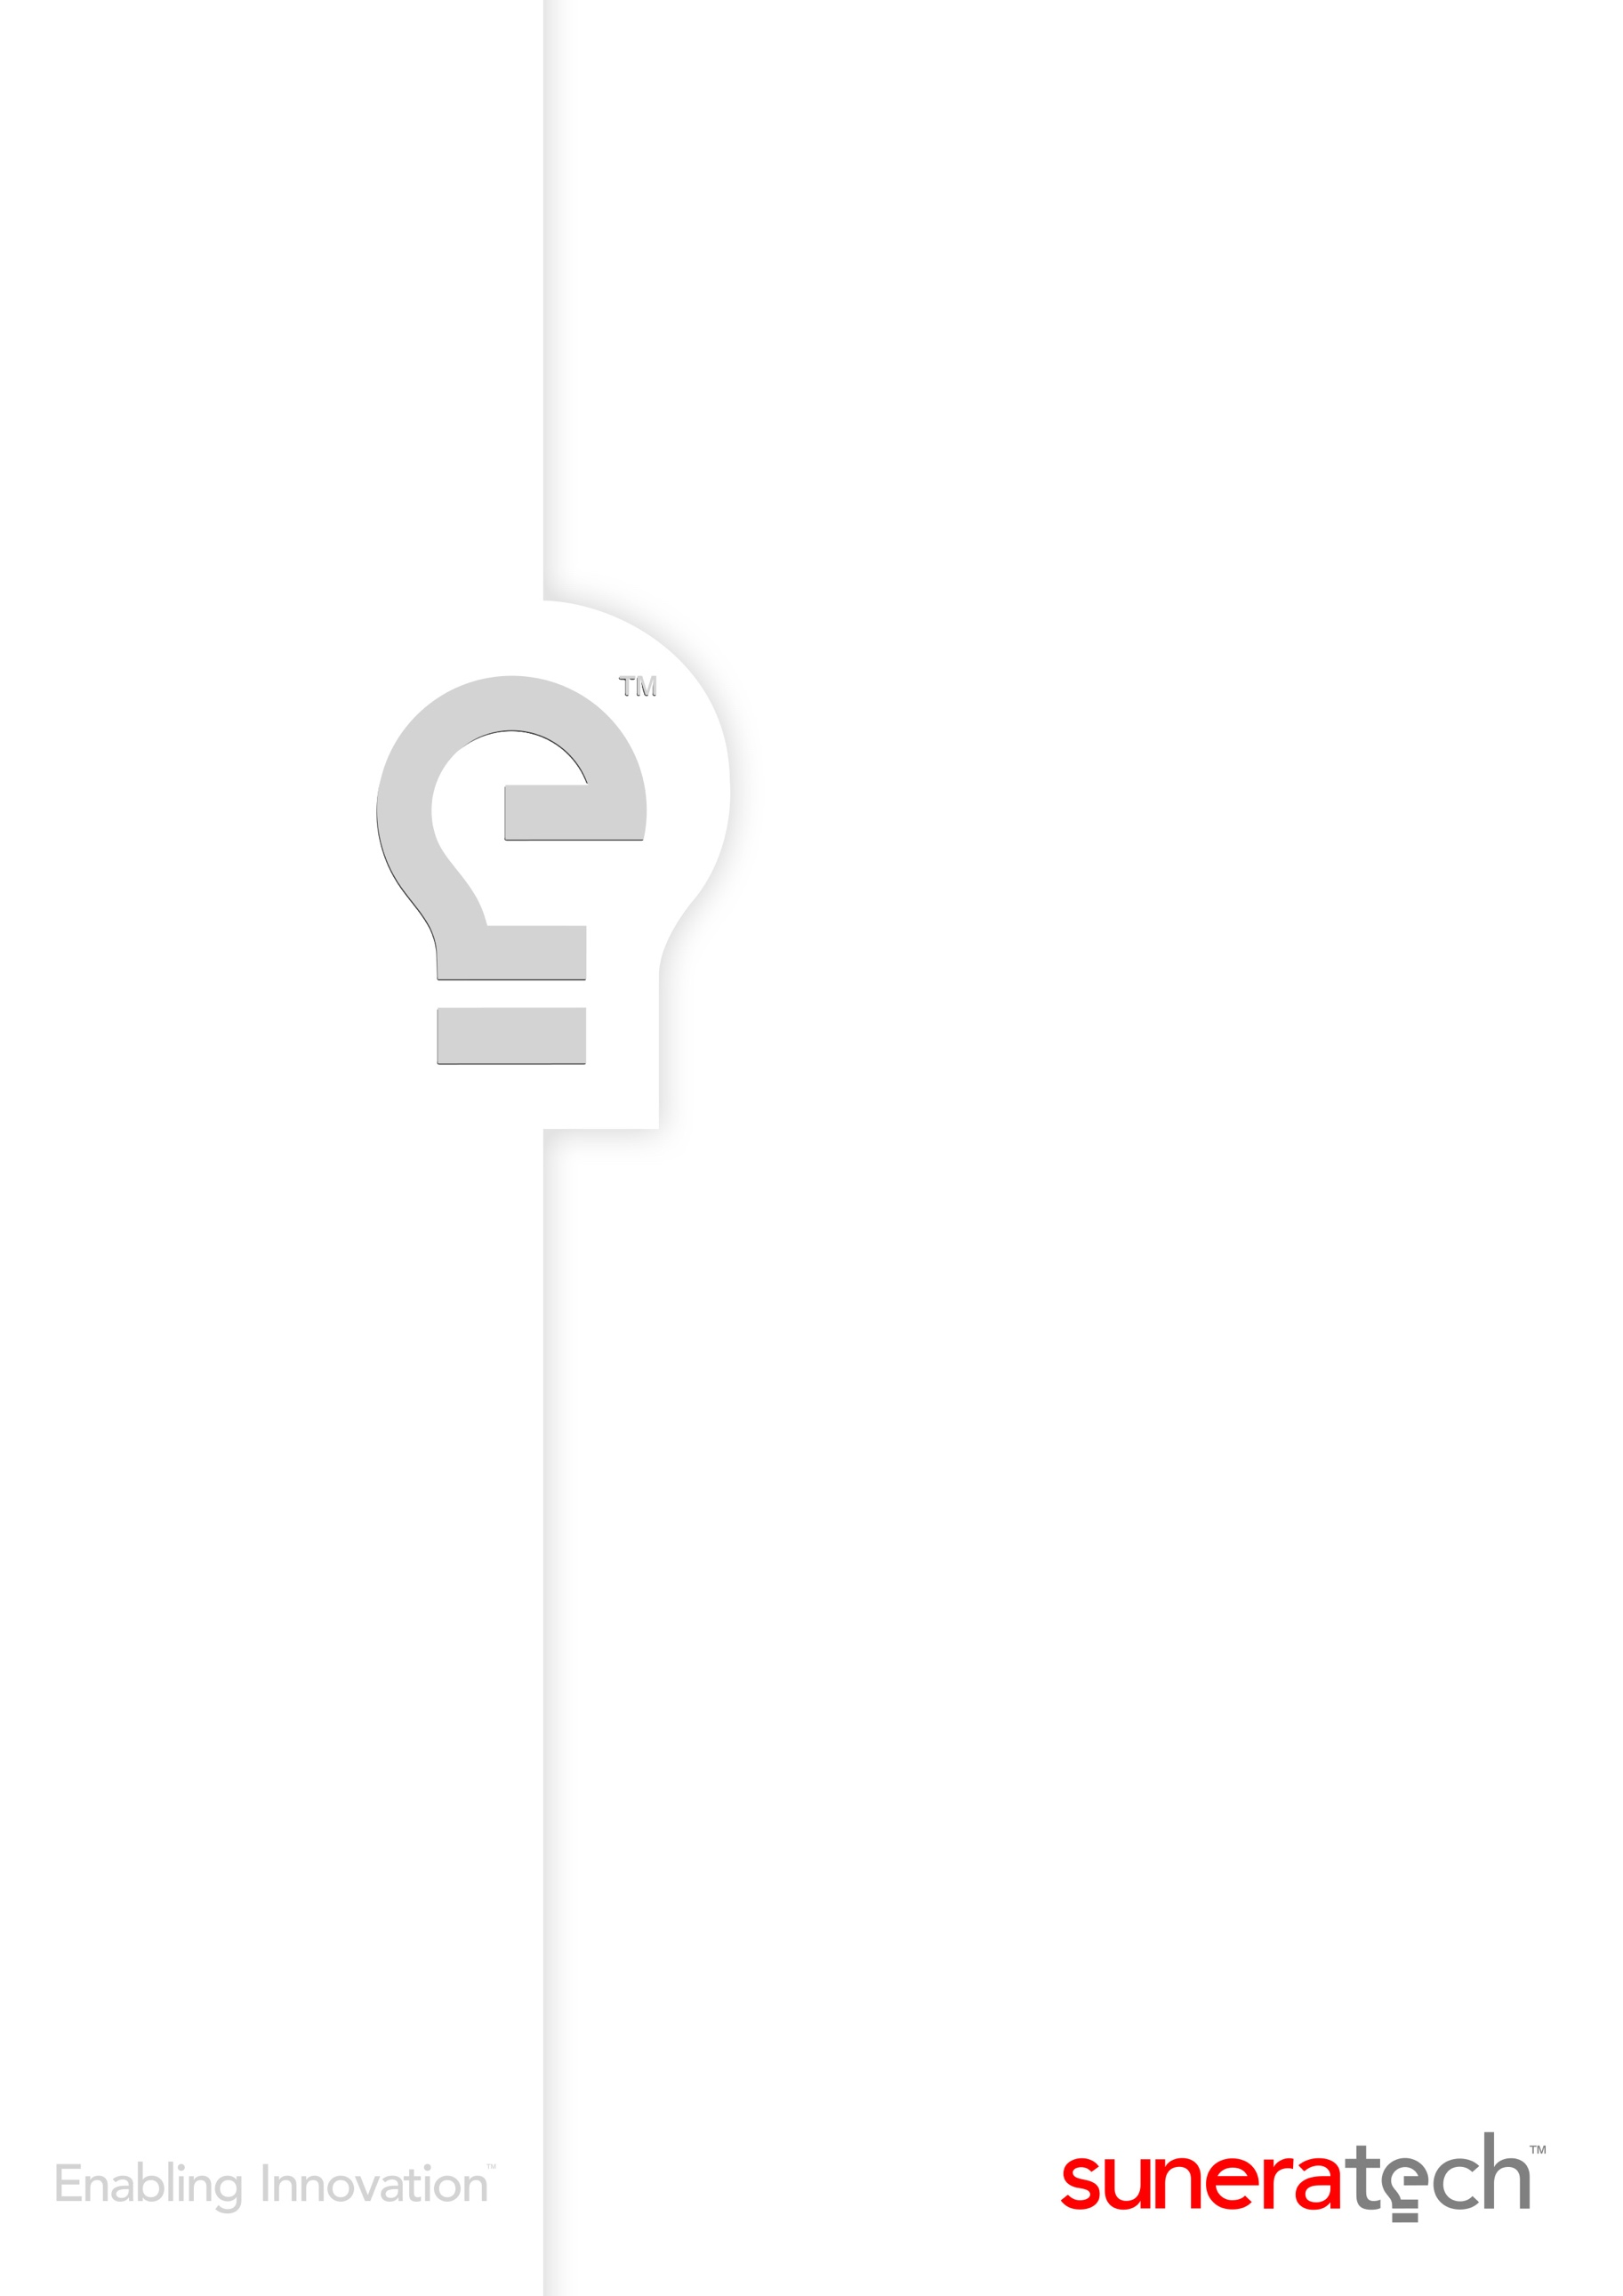 TM
Enabling Innovation™
suneratech™